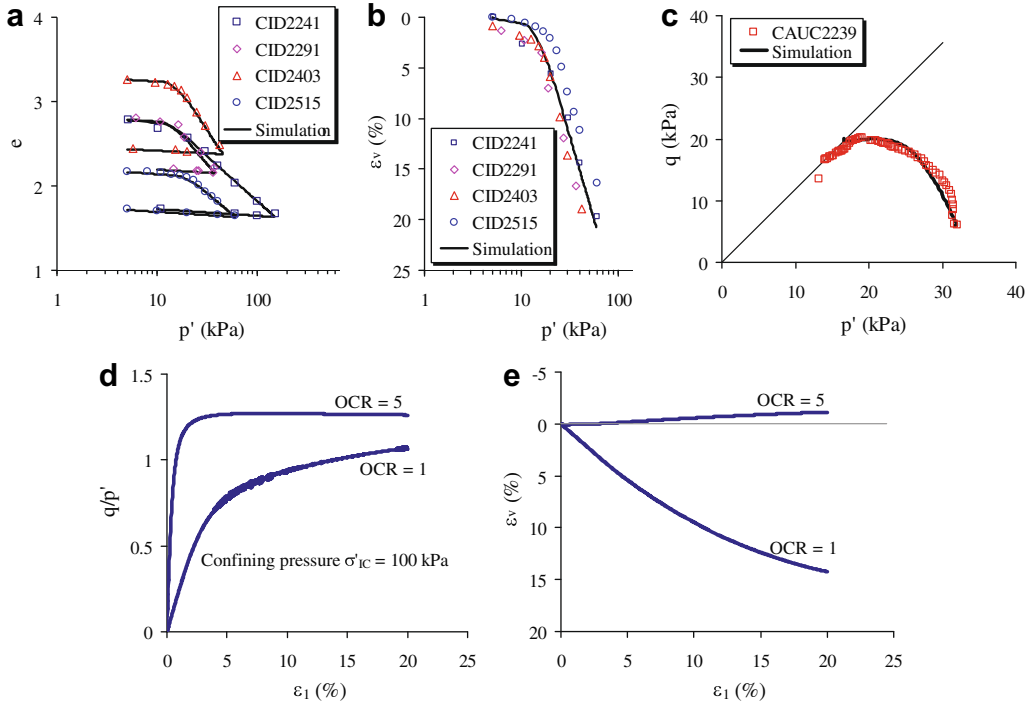 a
CID2241
CID2291
CID2403
CID2515
Simulation
4
3
2
1
e
1
10
100
p' (kPa)
b
0
5
10
15
20
25
εv (%)
CID2241
CID2291
CID2403
CID2515
Simulation
1
10
100
p' (kPa)
c
CAUC2239
Simulation
40
30
20
10
0
q (kPa)
0
10
20
30
40
p' (kPa)
d
1.5
1
0.5
0
q/p'
OCR = 5
OCR = 1
Confining pressure σ'IC = 100 kPa
0
5
10
15
20
25
ε1 (%)
e
-5
0
5
10
15
20
εv (%)
OCR = 5
OCR = 1
0
5
10
15
20
25
ε1 (%)